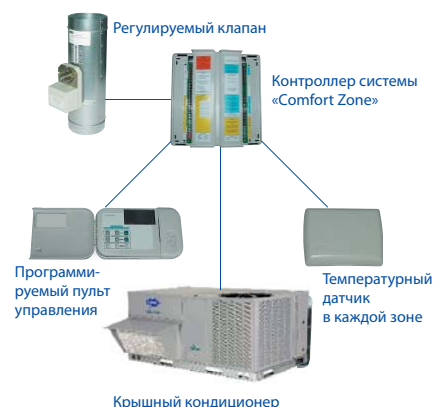 Регулируемый клапан
Контроллер системы
«Comfort Zone»
Программи-
руемый пульт
управления
Температурный
датчик
в каждой зоне
Крышный кондиционер